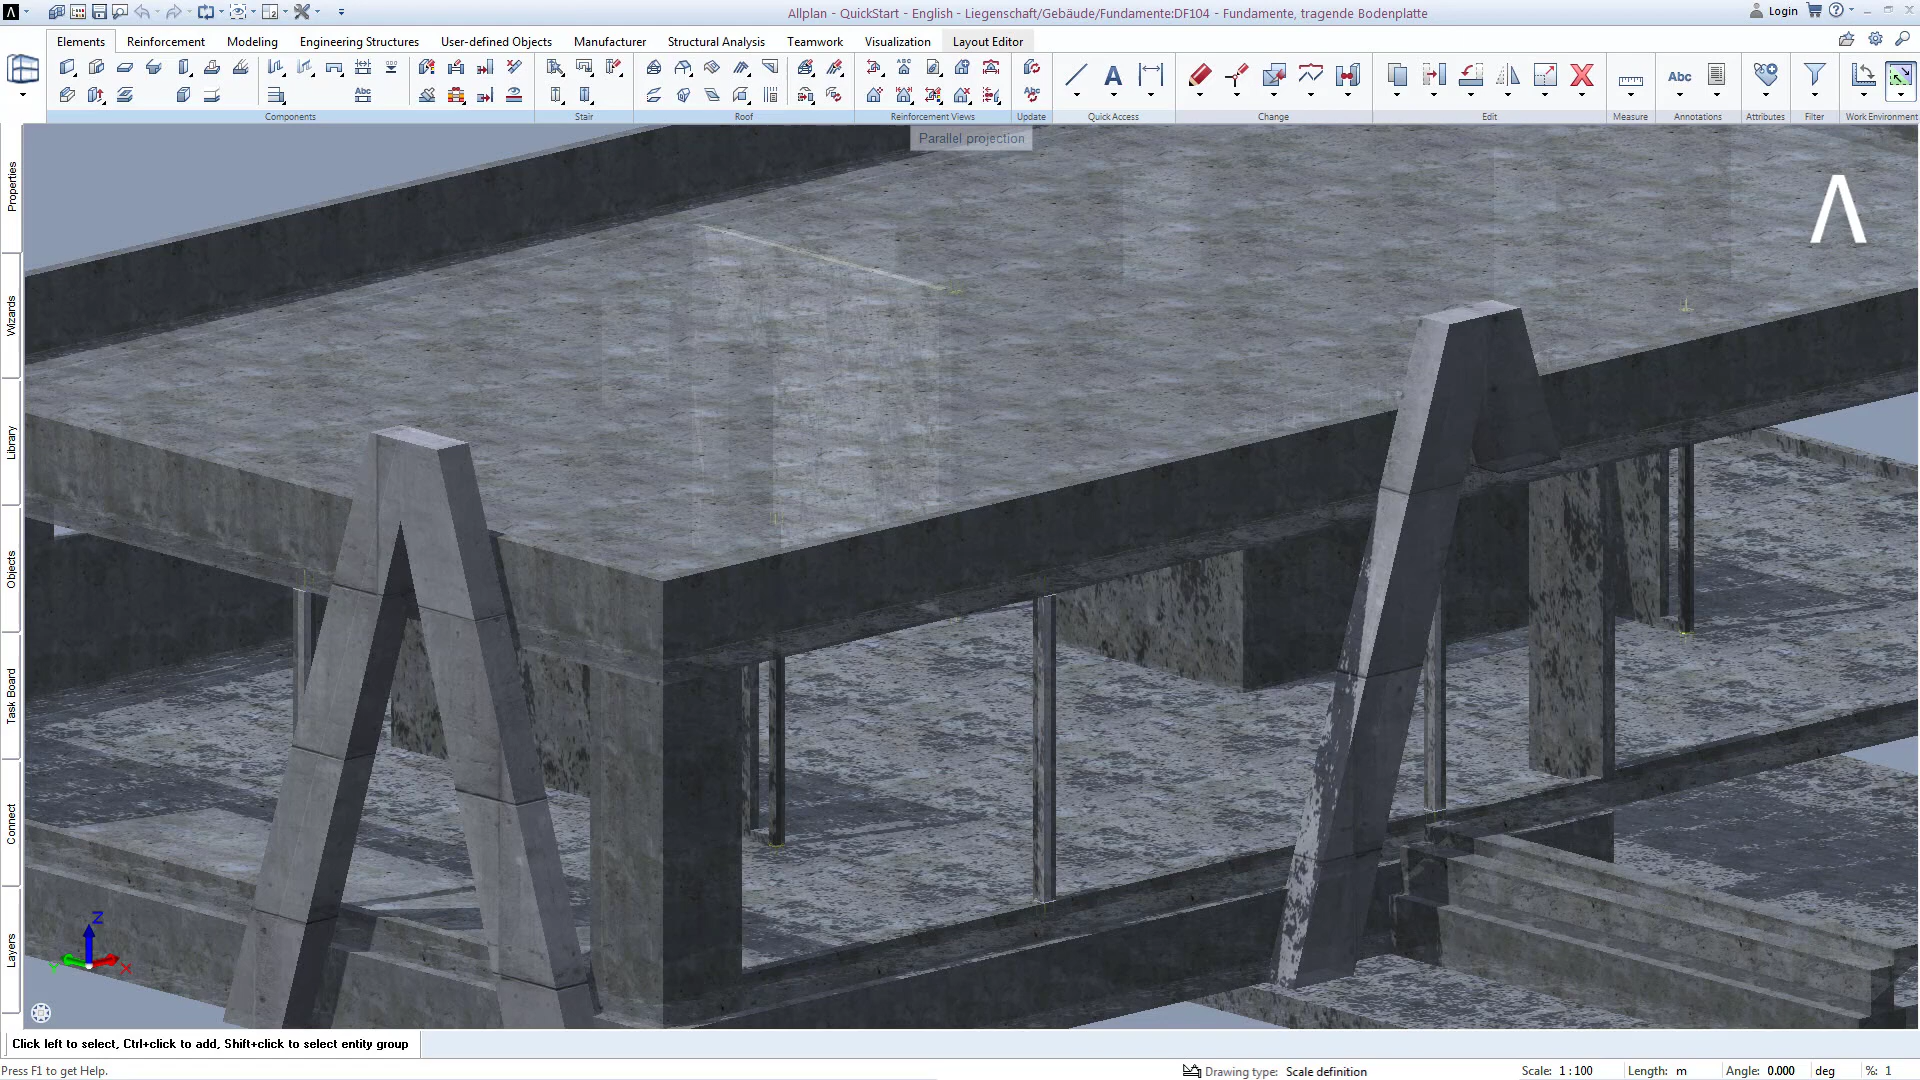 Allplan - QuickStart - English - Liegenschaft/Gebäude/Fundamente:DF104 - Fundamente, tragende Bodenplatte
Login
Elements Reinforcement Modeling Engineering Structures User-defined Objects Manufacturer Structural Analysis Teamwork Visualization Layout Editor
Components Stair Roof Reinforcement Views Update Quick Access Change Edit Measure Annotations Attributes Filter Work Environment
Parallel projection
Properties
Wizards
Library
Objects
Task Board
Connect
Layers
Z
Y
X
Click left to select, Ctrl+click to add, Shift+click to select entity group
Press F1 to get Help.
Drawing type: Scale definition
Scale: 1 : 100
Length: m
Angle: 0.000 deg
%: 1